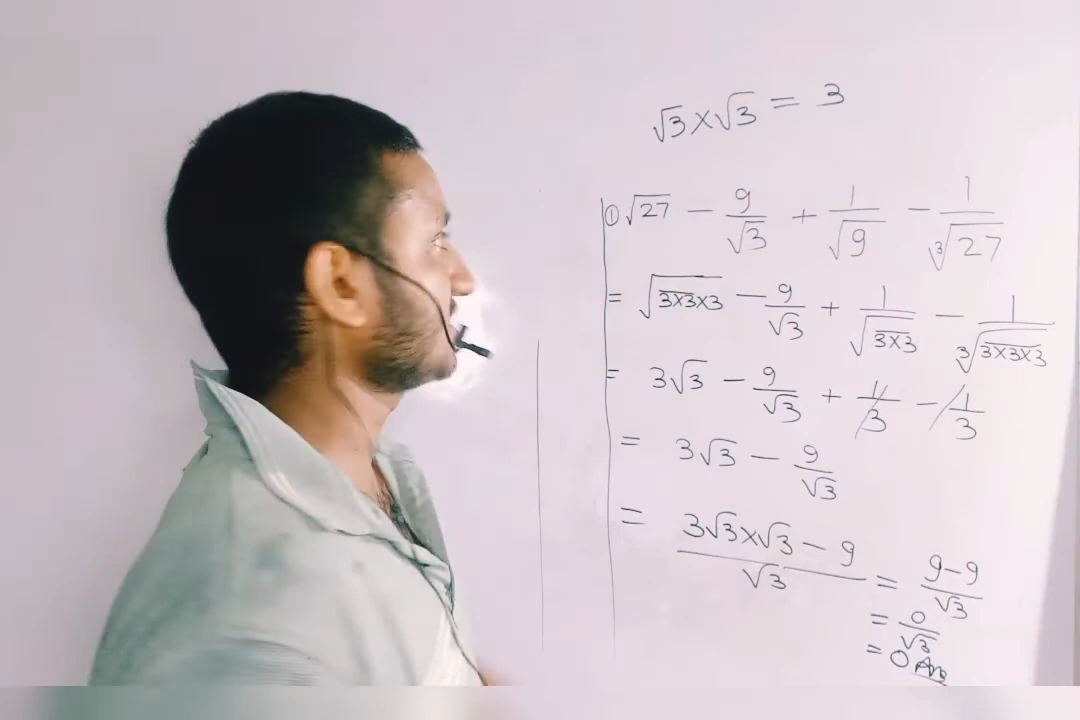 √3×√3 = 3
① √27 − 9/√3 + 1/√9 − 1/∛27
= √3×3×3 − 9/√3 + 1/√3×3 − 1/∛3×3×3
= 3√3 − 9/√3 + 1/3 − 1/3
= 3√3 − 9/√3
= 3√3×√3 − 9/√3 = 9−9/√3
= 0/√3
= 0 Ans